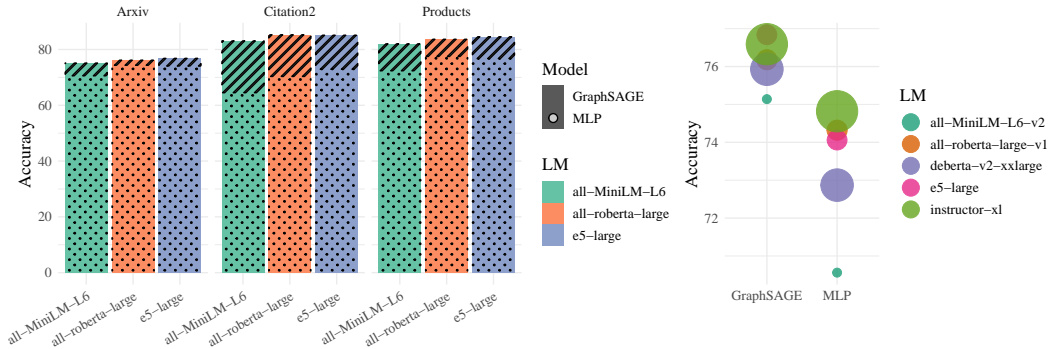 Arxiv Citation2 Products
Accuracy
80
60
40
20
0
all−MiniLM−L6 all−roberta−large e5−large all−MiniLM−L6 all−roberta−large e5−large all−MiniLM−L6 all−roberta−large e5−large
Model
GraphSAGE
MLP
LM
all−MiniLM−L6
all−roberta−large
e5−large
Accuracy
76
74
72
GraphSAGE MLP
LM
all−MiniLM−L6−v2
all−roberta−large−v1
deberta−v2−xxlarge
e5−large
instructor−xl